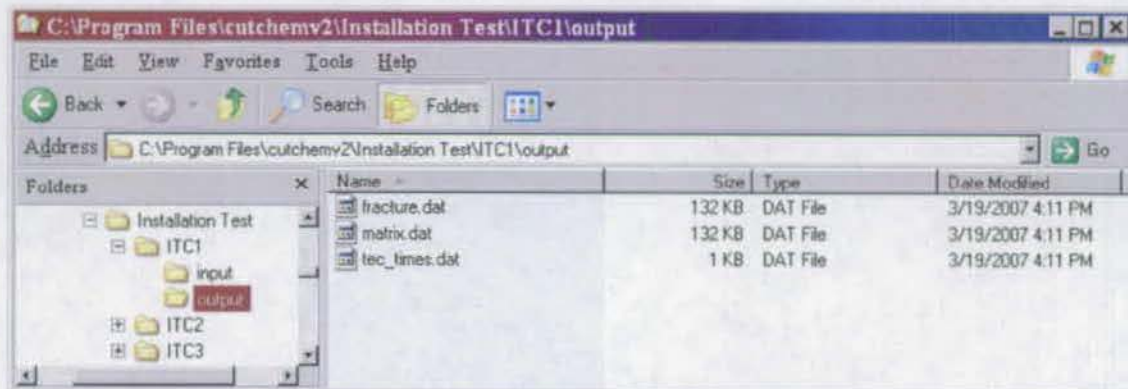 C:\Program Files\cutchemv2\Installation Test\ITC1\output
File Edit View Favorites Tools Help
Back Search Folders
Address C:\Program Files\cutchemv2\Installation Test\ITC1\output Go
Folders
Installation Test
ITC1
input
output
ITC2
ITC3
Name Size Type Date Modified
fracture.dat 132 KB DAT File 3/19/2007 4:11 PM
matrix.dat 132 KB DAT File 3/19/2007 4:11 PM
tec_times.dat 1 KB DAT File 3/19/2007 4:11 PM